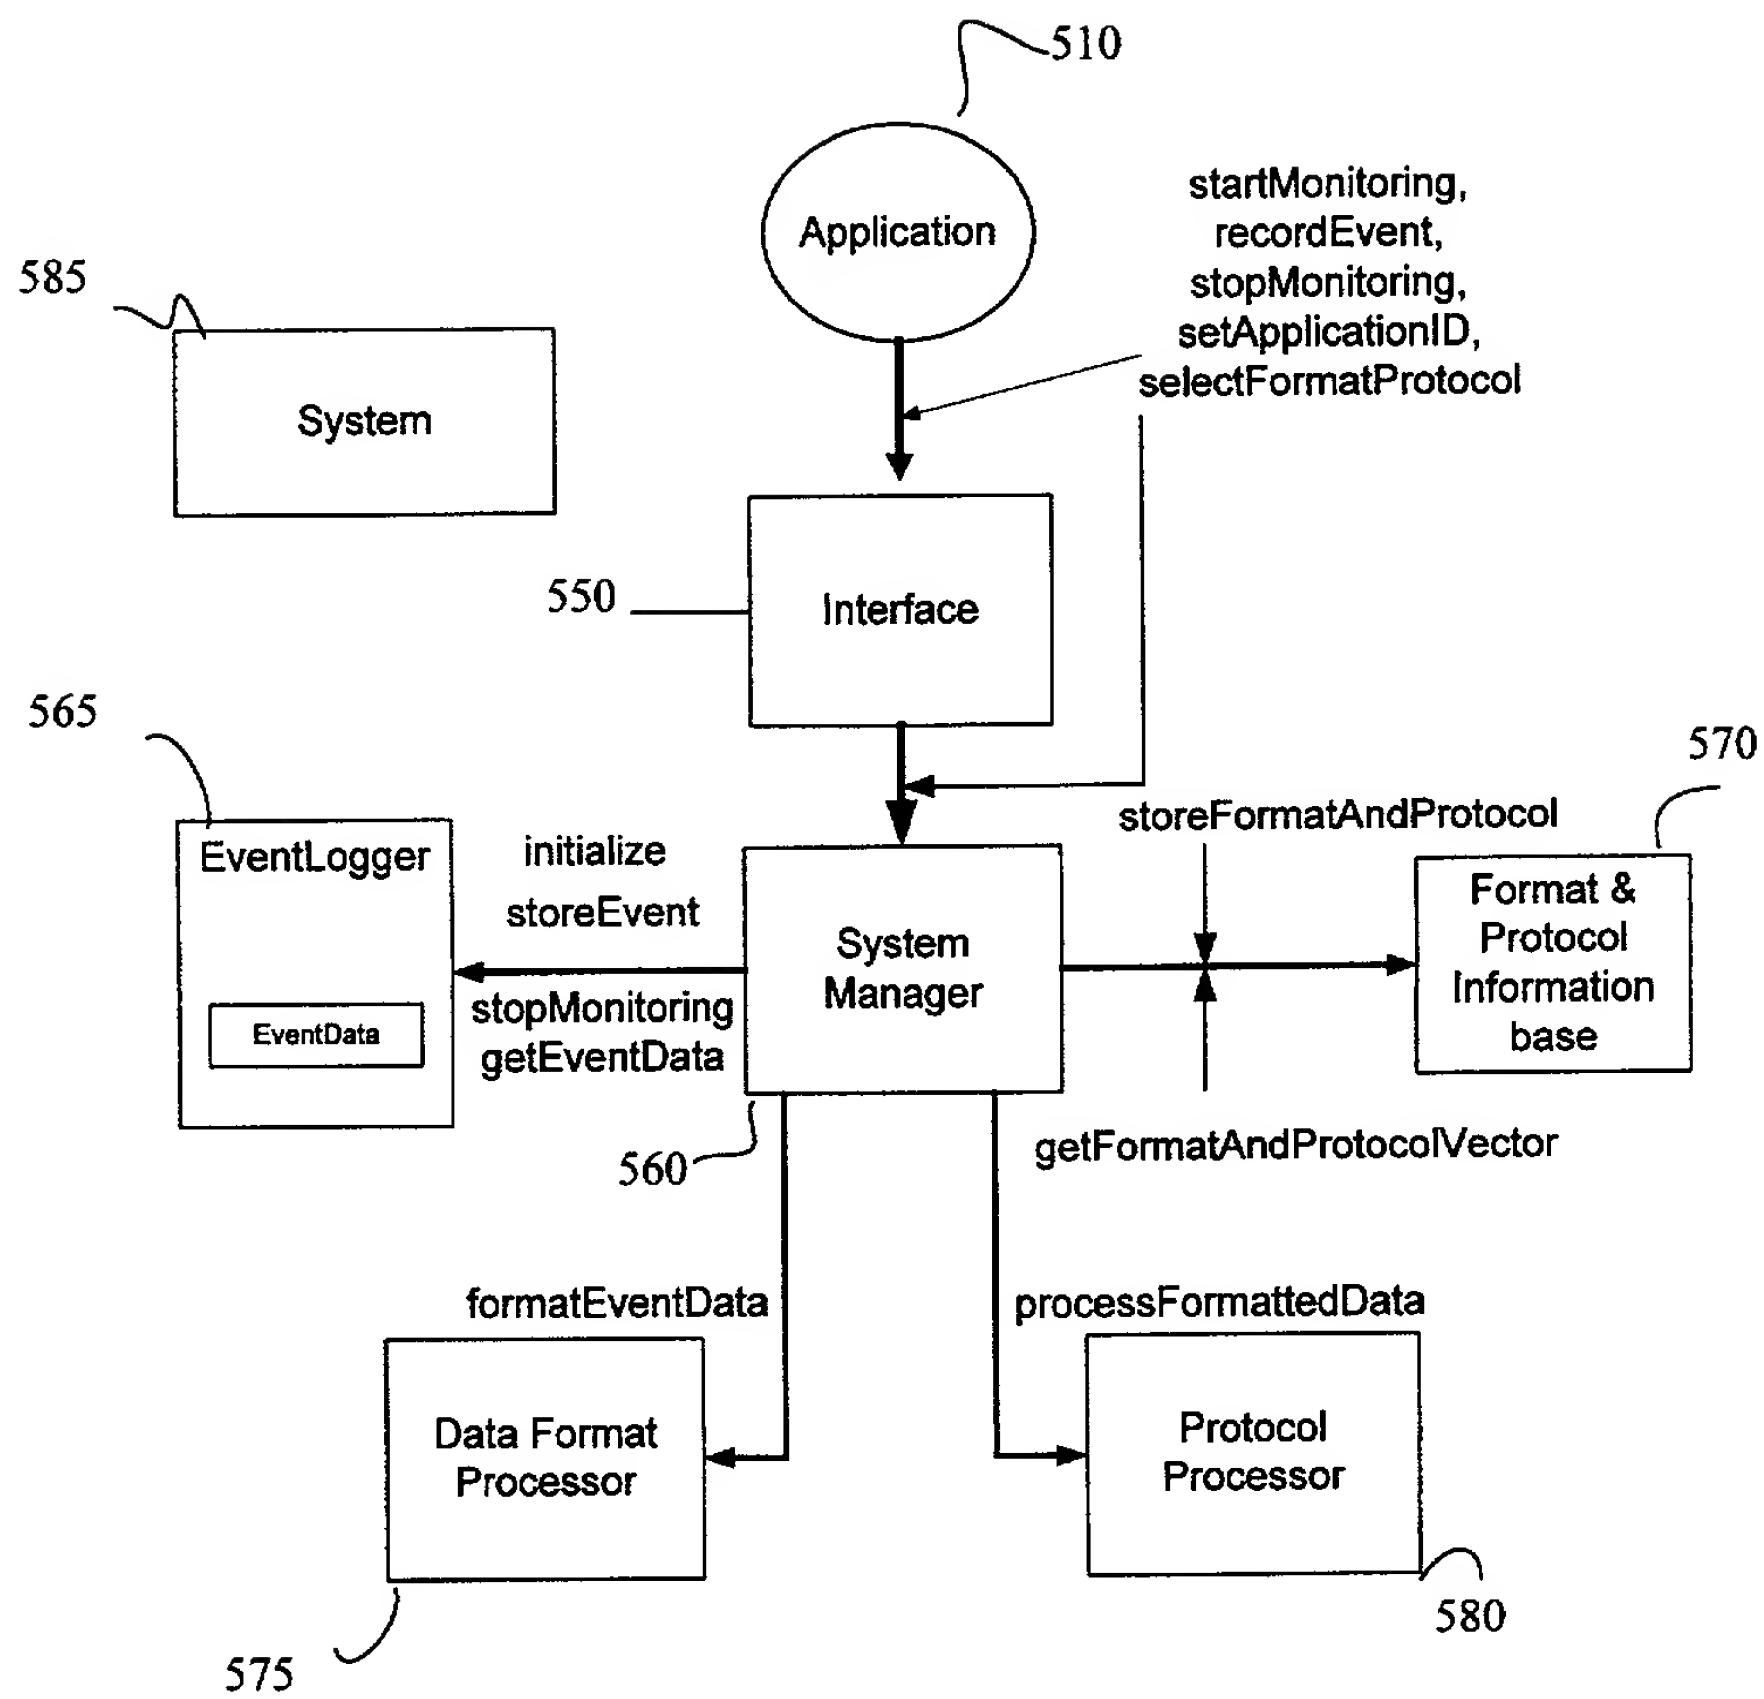 510
Application
startMonitoring,
recordEvent,
stopMonitoring,
setApplicationID,
selectFormatProtocol
585
System
550
Interface
565
EventLogger
EventData
initialize
storeEvent
stopMonitoring
getEventData
System
Manager
560
storeFormatAndProtocol
getFormatAndProtocolVector
570
Format &
Protocol
Information
base
formatEventData
Data Format
Processor
575
processFormattedData
Protocol
Processor
580